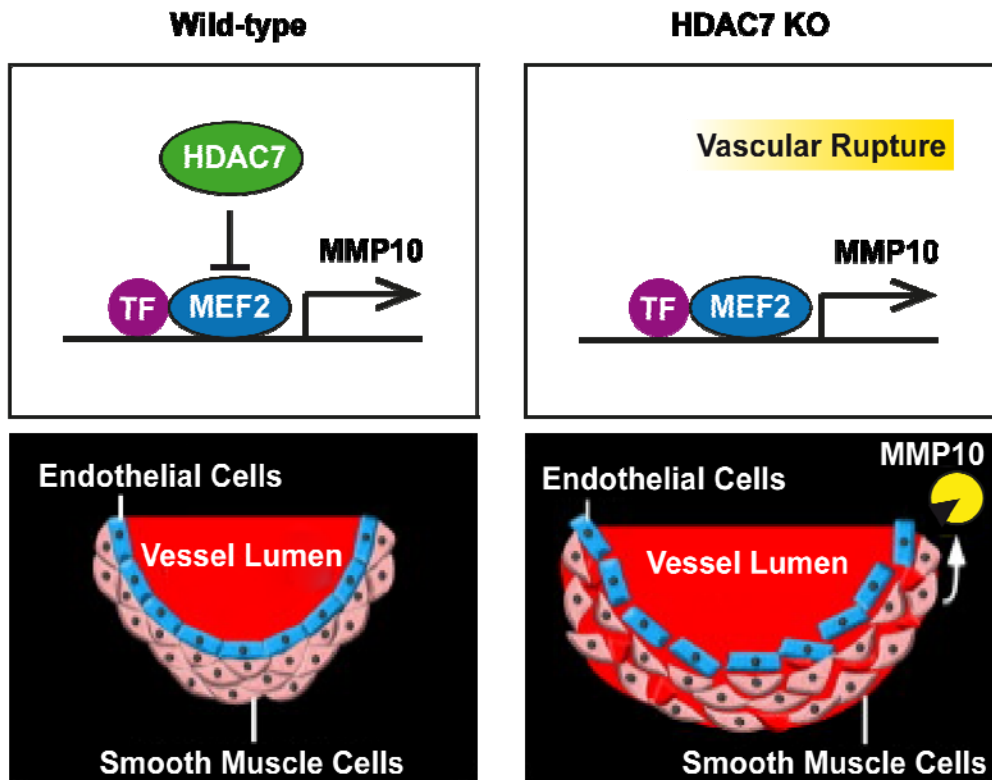 Wild-type
HDAC7
MMP10
TF
MEF2
HDAC7 KO
Vascular Rupture
MMP10
TF
MEF2
Endothelial Cells
Vessel Lumen
Smooth Muscle Cells
MMP10
Endothelial Cells
Vessel Lumen
Smooth Muscle Cells